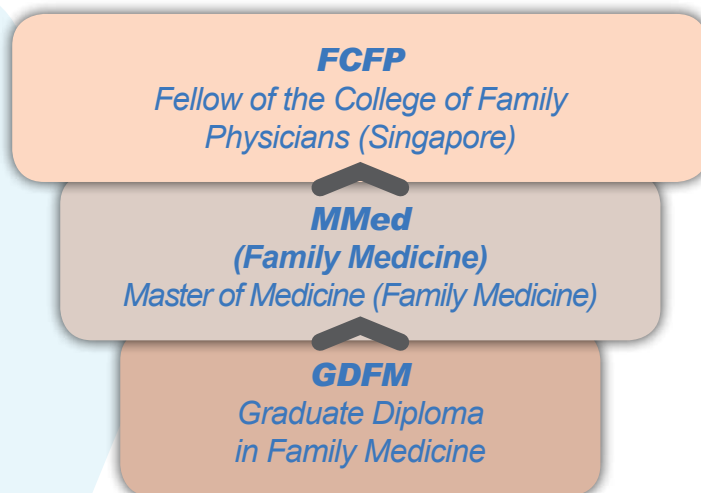 FCFP
Fellow of the College of Family
Physicians (Singapore)
MMed
(Family Medicine)
Master of Medicine (Family Medicine)
GDFM
Graduate Diploma
in Family Medicine